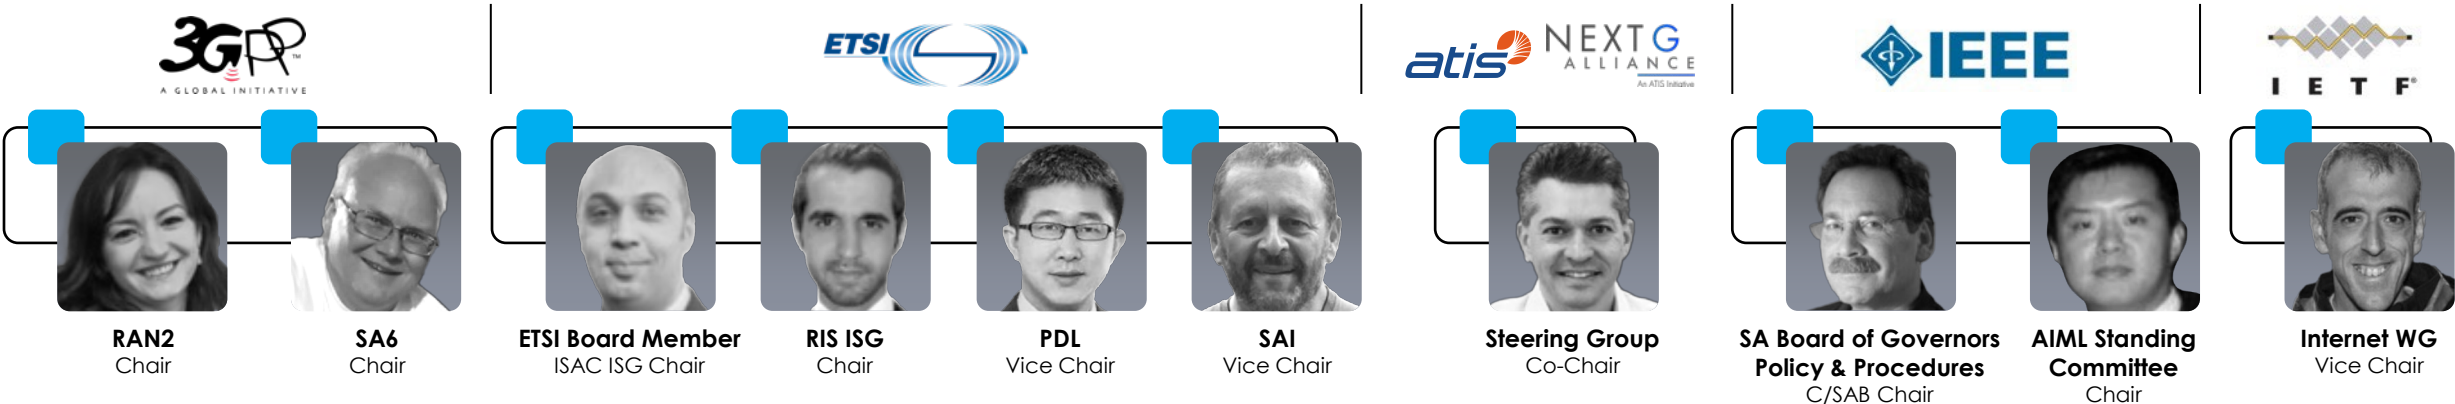 3GPP™
A GLOBAL INITIATIVE
ETSI
atis
NEXT G
ALLIANCE
An ATIS Initiative
IEEE
IETF®
RAN2
Chair
SA6
Chair
ETSI Board Member
ISAC ISG Chair
RIS ISG
Chair
PDL
Vice Chair
SAI
Vice Chair
Steering Group
Co-Chair
SA Board of Governors
Policy & Procedures
C/SAB Chair
AIML Standing
Committee
Chair
Internet WG
Vice Chair